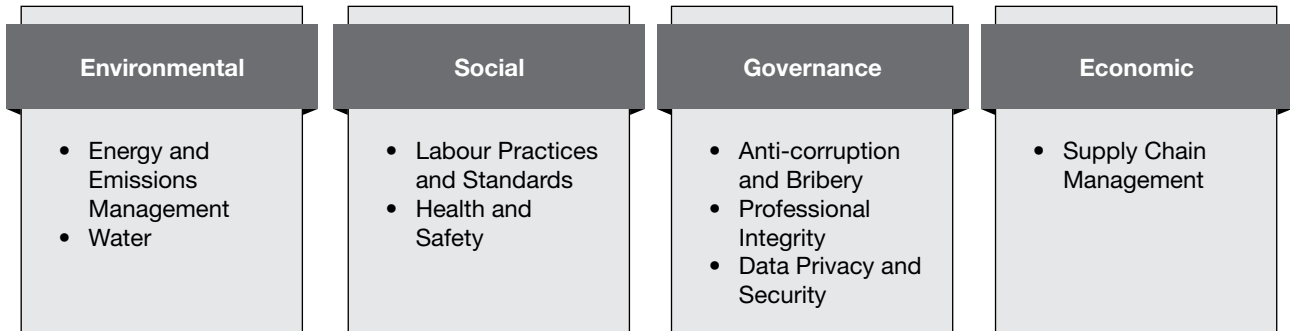 Environmental
• Energy and
Emissions
Management
• Water
Social
• Labour Practices
and Standards
• Health and
Safety
Governance
• Anti-corruption
and Bribery
• Professional
Integrity
• Data Privacy and
Security
Economic
• Supply Chain
Management